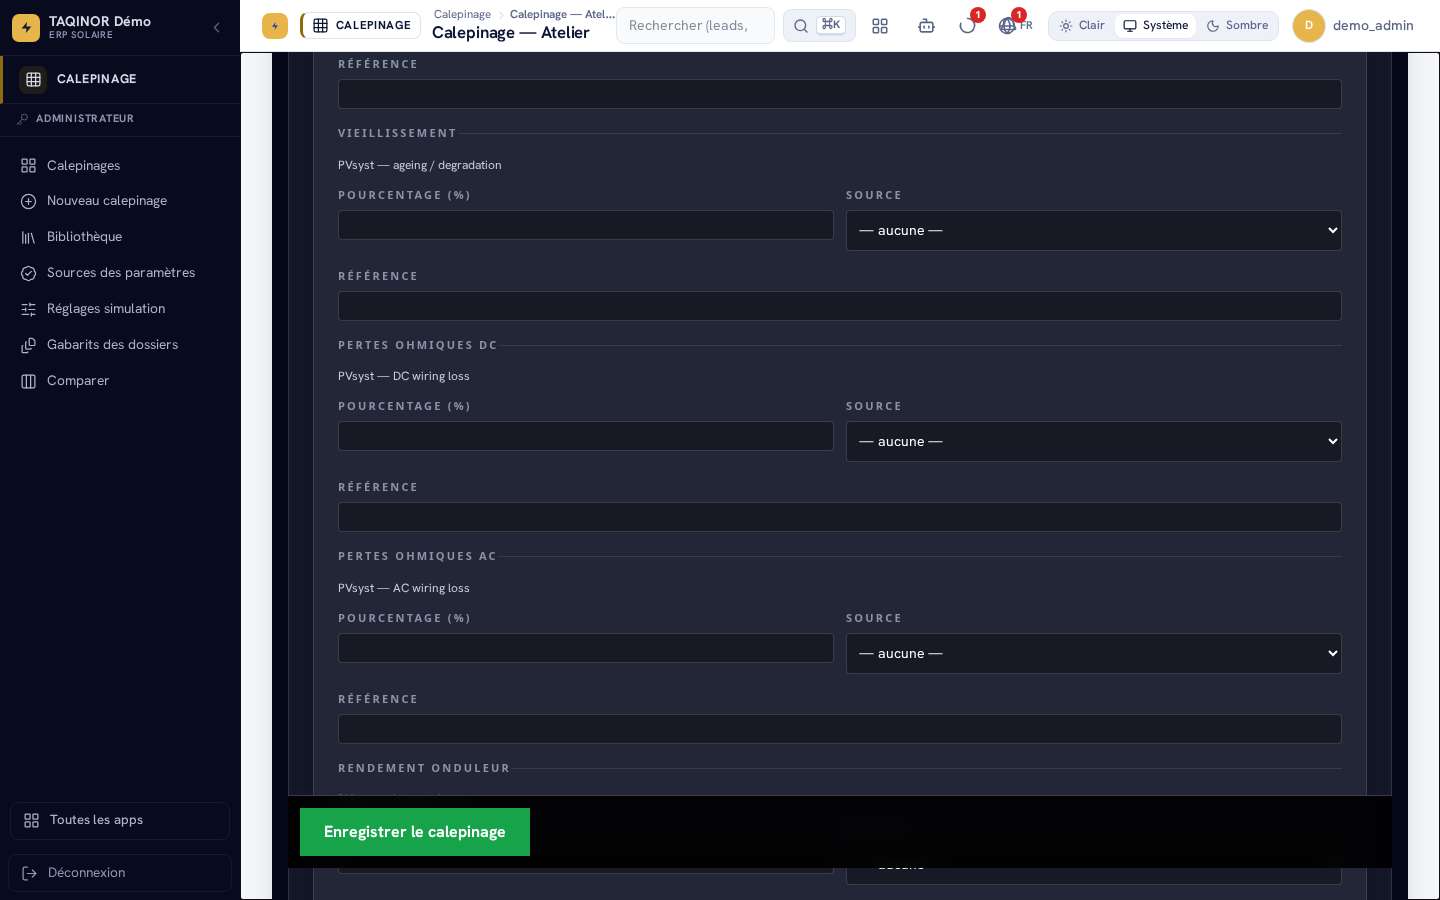 TAQINOR Démo
ERP SOLAIRE
CALEPINAGE
ADMINISTRATEUR
Calepinages
Nouveau calepinage
Bibliothèque
Sources des paramètres
Réglages simulation
Gabarits des dossiers
Comparer
Toutes les apps
Déconnexion
CALEPINAGE
Calepinage
Calepinage — Atel...
Calepinage — Atelier
Rechercher (leads,
⌘K
1
1
FR
Clair
Système
Sombre
D
demo_admin
RÉFÉRENCE
VIEILLISSEMENT
PVsyst — ageing / degradation
POURCENTAGE (%)
SOURCE
— aucune —
RÉFÉRENCE
PERTES OHMIQUES DC
PVsyst — DC wiring loss
POURCENTAGE (%)
SOURCE
— aucune —
RÉFÉRENCE
PERTES OHMIQUES AC
PVsyst — AC wiring loss
POURCENTAGE (%)
SOURCE
— aucune —
RÉFÉRENCE
RENDEMENT ONDULEUR
Enregistrer le calepinage